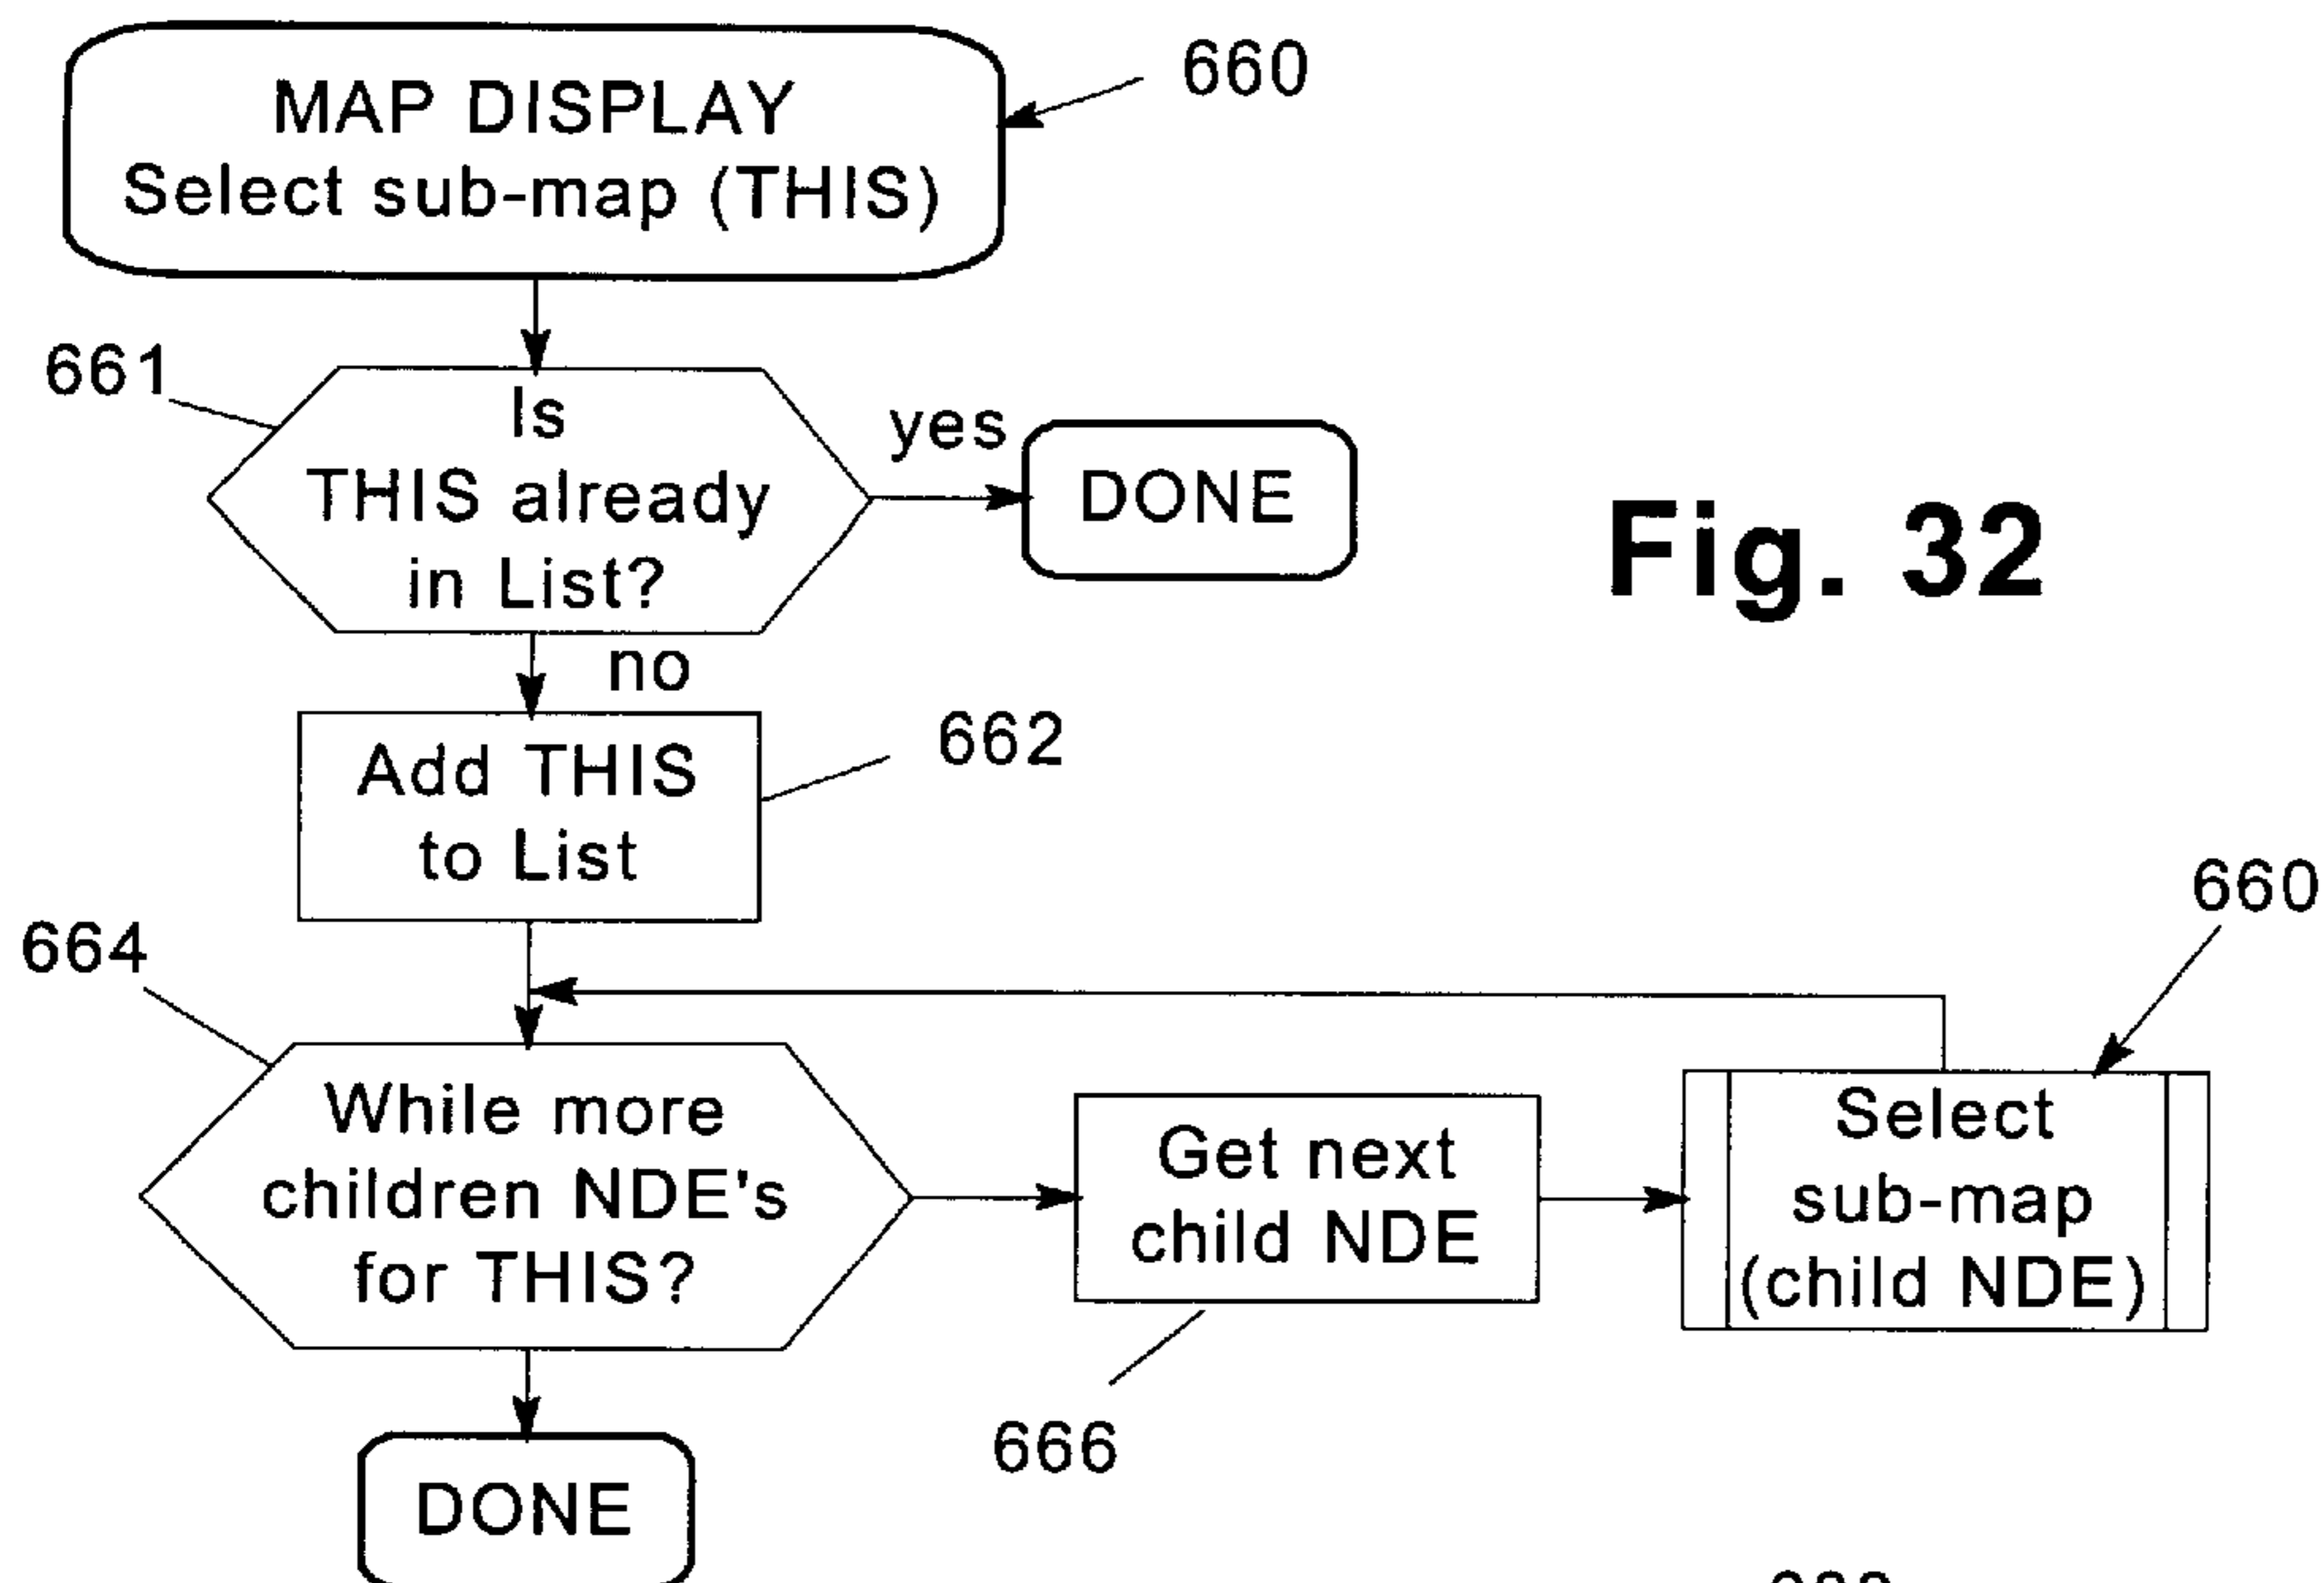 MAP DISPLAY
Select sub-map (THIS)
660
661
Is
THIS already
in List?
yes
DONE
Fig. 32
no
Add THIS
to List
662
660
664
While more
children NDE's
for THIS?
Get next
child NDE
Select
sub-map
(child NDE)
666
DONE